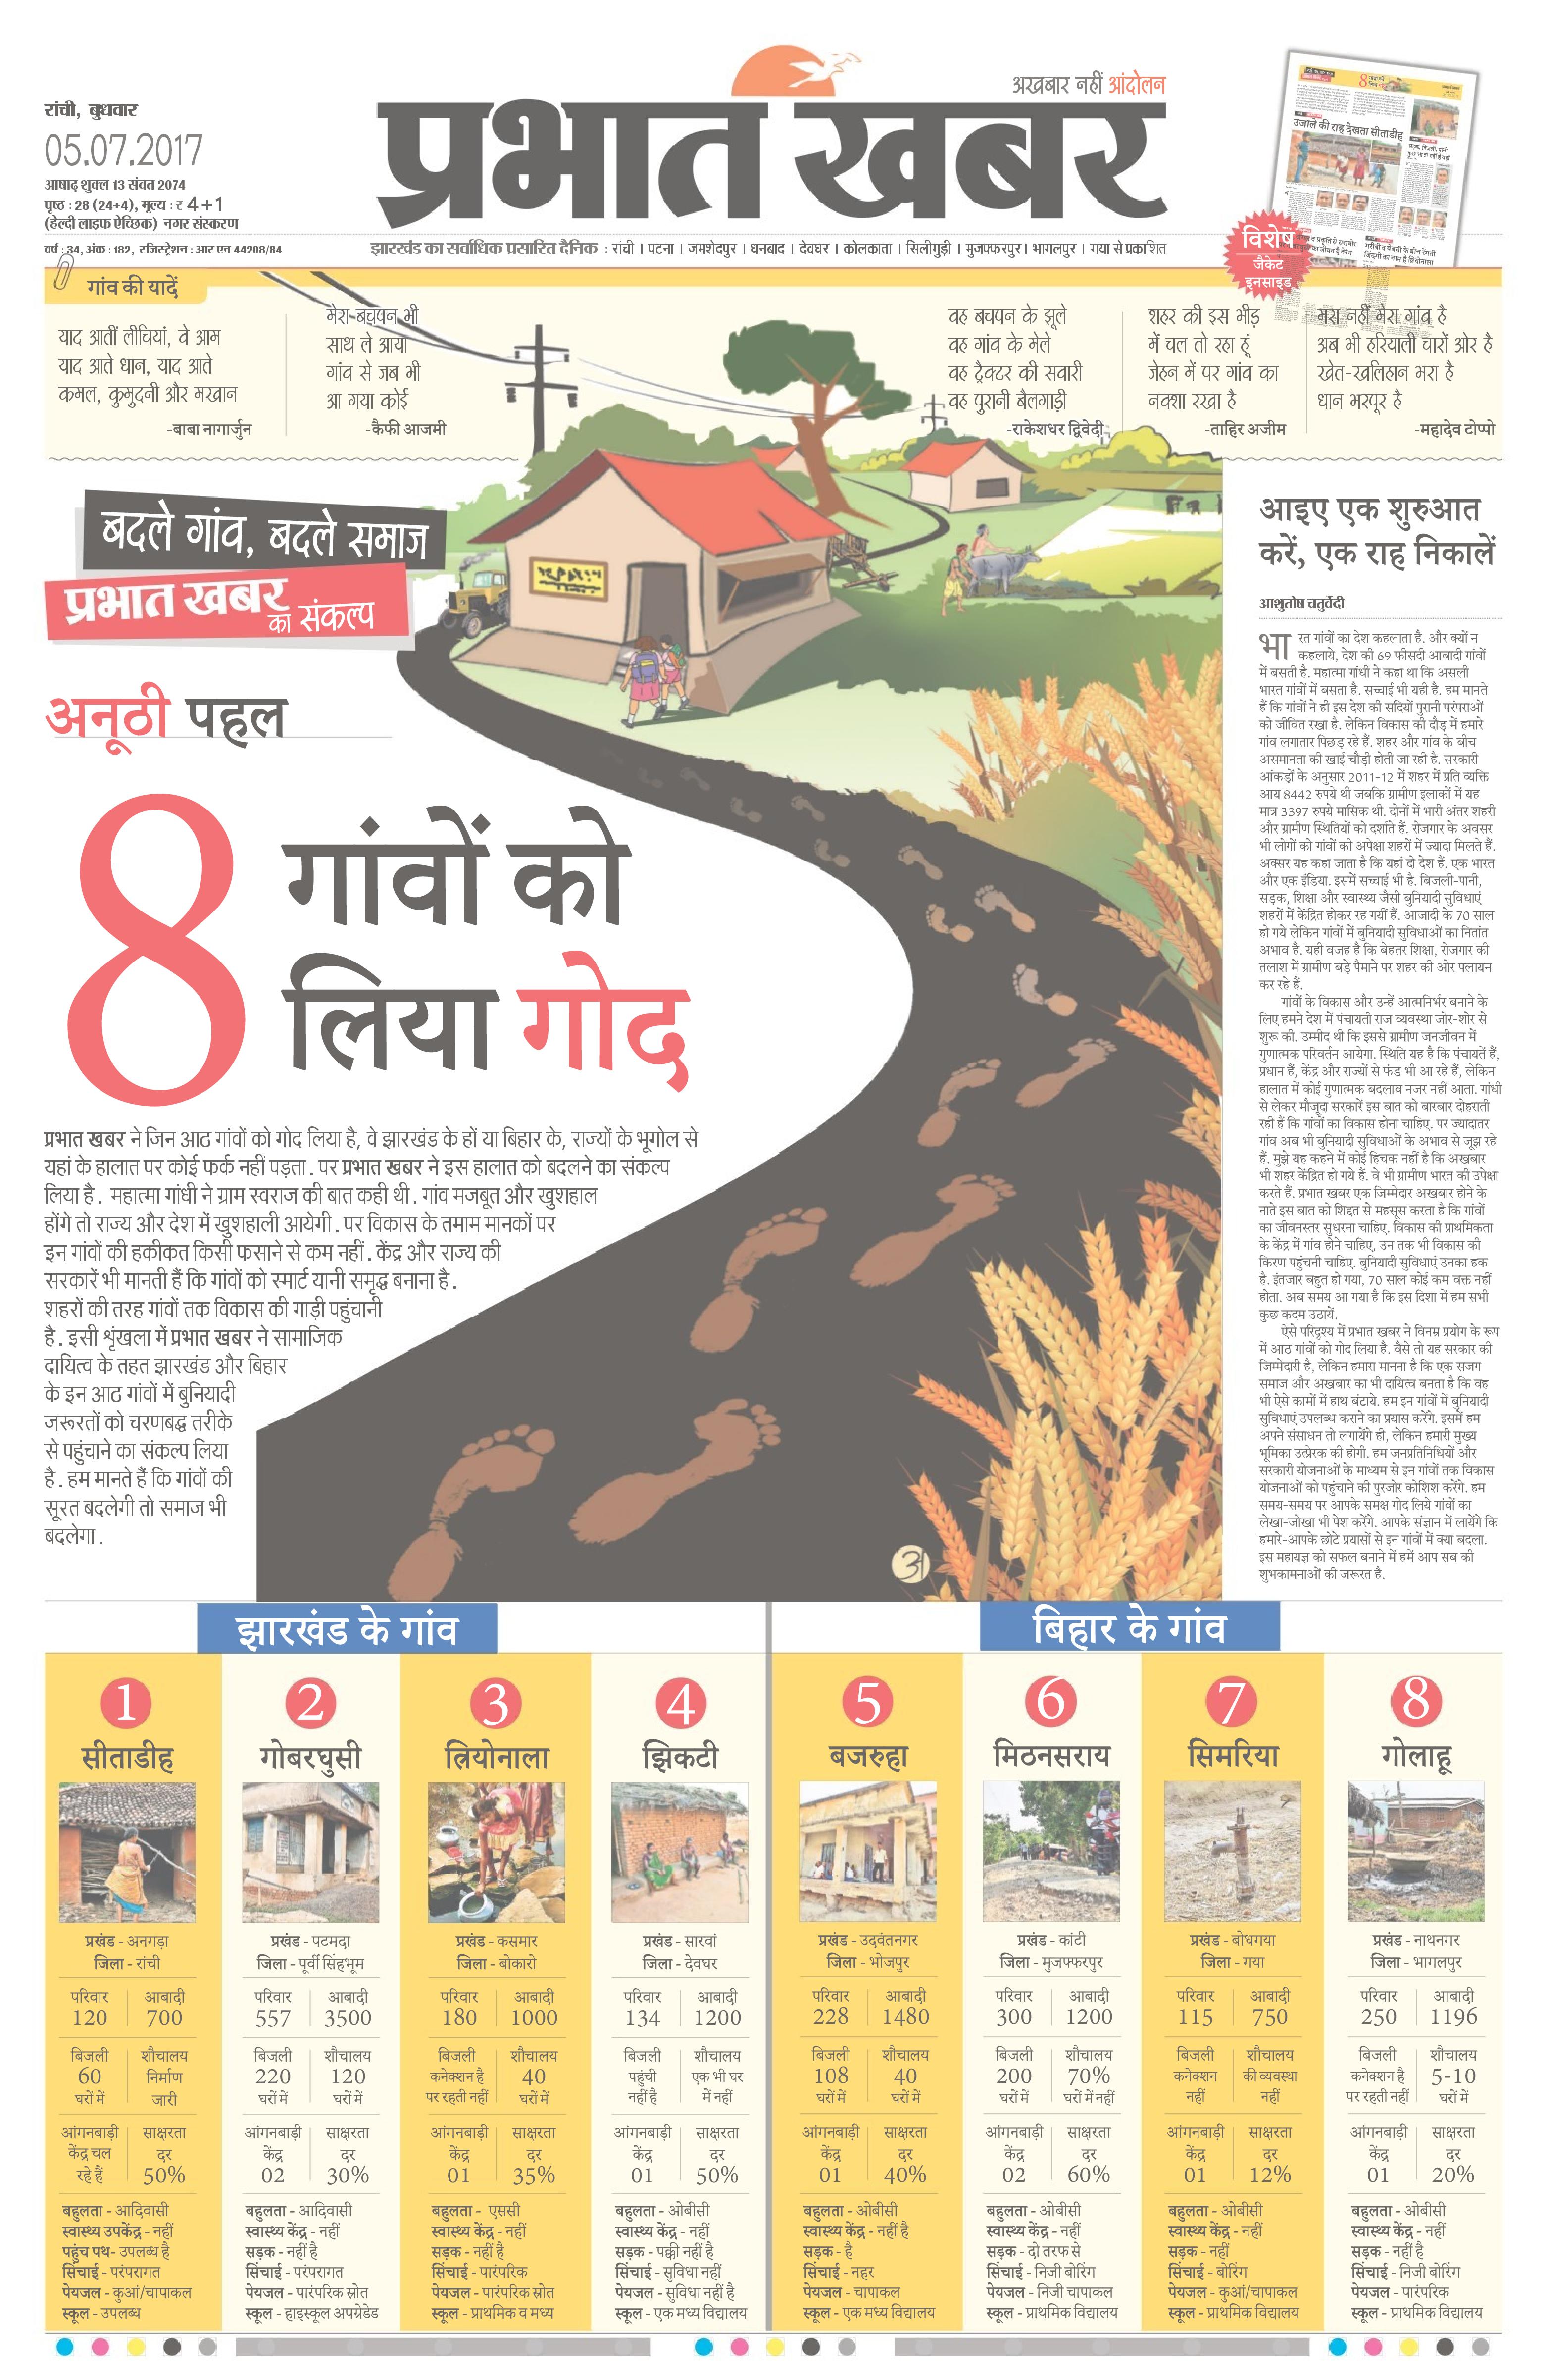 रांची, बुधवार
05.07.2017
आषाढ़ शुक्ल 13 संवत 2074
पृष्ठ : 28 (24+4), मूल्य : ₹ 4+1
(हेल्दी लाइफ ऐच्छिक) नगर संस्करण
वर्ष : 34, अंक : 182, रजिस्ट्रेशन : आर एन 44208/84
अखबार नहीं आंदोलन
प्रभात खबर
झारखंड का सर्वाधिक प्रसारित दैनिक : रांची । पटना । जमशेदपुर । धनबाद । देवघर । कोलकाता । सिलीगुड़ी । मुजफ्फरपुर । भागलपुर । गया से प्रकाशित
उजाले की राह देखता सीताडीह
विशेष
जैकेट
इनसाइड
गांव की यादें
याद आतीं लीचियां, वे आम
याद आते धान, याद आते
कमल, कुमुदनी और मखान
-बाबा नागार्जुन
मेरा बचपन भी
साथ ले आया
गांव से जब भी
आ गया कोई
-कैफी आजमी
वह बचपन के झूले
वह गांव के मेले
वह ट्रैक्टर की सवारी
वह पुरानी बैलगाड़ी
-राकेशधर द्विवेदी
शहर की इस भीड़
में चल तो रहा हूं
जेहन में पर गांव का
नक्शा रखा है
-ताहिर अजीम
मरा नहीं मेरा गांव है
अब भी हरियाली चारों ओर है
खेत-खलिहान भरा है
धान भरपूर है
-महादेव टोप्पो
बदले गांव, बदले समाज
प्रभात खबर का संकल्प
अनूठी पहल
8 गांवों को
लिया गोद
प्रभात खबर ने जिन आठ गांवों को गोद लिया है, वे झारखंड के हों या बिहार के, राज्यों के भूगोल से
यहां के हालात पर कोई फर्क नहीं पड़ता. पर प्रभात खबर ने इस हालात को बदलने का संकल्प
लिया है. महात्मा गांधी ने ग्राम स्वराज की बात कही थी. गांव मजबूत और खुशहाल
होंगे तो राज्य और देश में खुशहाली आयेगी. पर विकास के तमाम मानकों पर
इन गांवों की हकीकत किसी फसाने से कम नहीं. केंद्र और राज्य की
सरकारें भी मानती हैं कि गांवों को स्मार्ट यानी समृद्ध बनाना है.
शहरों की तरह गांवों तक विकास की गाड़ी पहुंचानी
है. इसी शृंखला में प्रभात खबर ने सामाजिक
दायित्व के तहत झारखंड और बिहार
के इन आठ गांवों में बुनियादी
जरूरतों को चरणबद्ध तरीके
से पहुंचाने का संकल्प लिया
है. हम मानते हैं कि गांवों की
सूरत बदलेगी तो समाज भी
बदलेगा.
आइए एक शुरुआत
करें, एक राह निकालें
आशुतोष चतुर्वेदी
भारत गांवों का देश कहलाता है. और क्यों न
कहलाये, देश की 69 फीसदी आबादी गांवों
में बसती है. महात्मा गांधी ने कहा था कि असली
भारत गांवों में बसता है. सच्चाई भी यही है. हम मानते
हैं कि गांवों ने ही इस देश की सदियों पुरानी परंपराओं
को जीवित रखा है. लेकिन विकास की दौड़ में हमारे
गांव लगातार पिछड़ रहे हैं. शहर और गांव के बीच
असमानता की खाई चौड़ी होती जा रही है. सरकारी
आंकड़ों के अनुसार 2011-12 में शहर में प्रति व्यक्ति
आय 8442 रुपये थी जबकि ग्रामीण इलाकों में यह
मात्र 3397 रुपये मासिक थी. दोनों में भारी अंतर शहरी
और ग्रामीण स्थितियों को दर्शाते हैं. रोजगार के अवसर
भी लोगों को गांवों की अपेक्षा शहरों में ज्यादा मिलते हैं.
अक्सर यह कहा जाता है कि यहां दो देश हैं. एक भारत
और एक इंडिया. इसमें सच्चाई भी है. बिजली-पानी,
सड़क, शिक्षा और स्वास्थ्य जैसी बुनियादी सुविधाएं
शहरों में केंद्रित होकर रह गयीं हैं. आजादी के 70 साल
हो गये लेकिन गांवों में बुनियादी सुविधाओं का नितांत
अभाव है. यही वजह है कि बेहतर शिक्षा, रोजगार की
तलाश में ग्रामीण बड़े पैमाने पर शहर की ओर पलायन
कर रहे हैं.
गांवों के विकास और उन्हें आत्मनिर्भर बनाने के
लिए हमने देश में पंचायती राज व्यवस्था जोर-शोर से
शुरू की. उम्मीद थी कि इससे ग्रामीण जनजीवन में
गुणात्मक परिवर्तन आयेगा. स्थिति यह है कि पंचायतें हैं,
प्रधान हैं, केंद्र और राज्यों से फंड भी आ रहे हैं, लेकिन
हालात में कोई गुणात्मक बदलाव नजर नहीं आता. गांधी
से लेकर मौजूदा सरकारें इस बात को बारबार दोहराती
रही हैं कि गांवों का विकास होना चाहिए. पर ज्यादातर
गांव अब भी बुनियादी सुविधाओं के अभाव से जूझ रहे
हैं. मुझे यह कहने में कोई हिचक नहीं है कि अखबार
भी शहर केंद्रित हो गये हैं. वे भी ग्रामीण भारत की उपेक्षा
करते हैं. प्रभात खबर एक जिम्मेदार अखबार होने के
नाते इस बात को शिद्दत से महसूस करता है कि गांवों
का जीवनस्तर सुधरना चाहिए. विकास की प्राथमिकता
के केंद्र में गांव होने चाहिए, उन तक भी विकास की
किरण पहुंचनी चाहिए. बुनियादी सुविधाएं उनका हक
है. इंतजार बहुत हो गया, 70 साल कोई कम वक्त नहीं
होता. अब समय आ गया है कि इस दिशा में हम सभी
कुछ कदम उठायें.
ऐसे परिदृश्य में प्रभात खबर ने विनम्र प्रयोग के रूप
में आठ गांवों को गोद लिया है. वैसे तो यह सरकार की
जिम्मेदारी है, लेकिन हमारा मानना है कि एक सजग
समाज और अखबार का भी दायित्व बनता है कि वह
भी ऐसे कामों में हाथ बंटाये. हम इन गांवों में बुनियादी
सुविधाएं उपलब्ध कराने का प्रयास करेंगे. इसमें हम
अपने संसाधन तो लगायेंगे ही, लेकिन हमारी मुख्य
भूमिका उत्प्रेरक की होगी. हम जनप्रतिनिधियों और
सरकारी योजनाओं के माध्यम से इन गांवों तक विकास
योजनाओं को पहुंचाने की पुरजोर कोशिश करेंगे. हम
समय-समय पर आपके समक्ष गोद लिये गांवों का
लेखा-जोखा भी पेश करेंगे. आपके संज्ञान में लायेंगे कि
हमारे-आपके छोटे प्रयासों से इन गांवों में क्या बदला.
इस महायज्ञ को सफल बनाने में हमें आप सब की
शुभकामनाओं की जरूरत है.
झारखंड के गांव
1
सीताडीह
प्रखंड - अनगड़ा
जिला - रांची
परिवार आबादी
120 700
बिजली शौचालय
60 निर्माण
घरों में जारी
आंगनबाड़ी साक्षरता
केंद्र चल दर
रहे हैं 50%
बहुलता - आदिवासी
स्वास्थ्य उपकेंद्र - नहीं
पहुंच पथ- उपलब्ध है
सिंचाई - परंपरागत
पेयजल - कुआं/चापाकल
स्कूल - उपलब्ध
2
गोबरघुसी
प्रखंड - पटमदा
जिला - पूर्वी सिंहभूम
परिवार आबादी
557 3500
बिजली शौचालय
220 120
घरों में घरों में
आंगनबाड़ी साक्षरता
केंद्र दर
02 30%
बहुलता - आदिवासी
स्वास्थ्य केंद्र - नहीं
सड़क - नहीं है
सिंचाई - परंपरागत
पेयजल - पारंपरिक स्रोत
स्कूल - हाइस्कूल अपग्रेडेड
3
त्रियोनाला
प्रखंड - कसमार
जिला - बोकारो
परिवार आबादी
180 1000
बिजली शौचालय
कनेक्शन है 40
पर रहती नहीं घरों में
आंगनबाड़ी साक्षरता
केंद्र दर
01 35%
बहुलता - एससी
स्वास्थ्य केंद्र - नहीं
सड़क - नहीं है
सिंचाई - पारंपरिक
पेयजल - पारंपरिक स्रोत
स्कूल - प्राथमिक व मध्य
4
झिकटी
प्रखंड - सारवां
जिला - देवघर
परिवार आबादी
134 1200
बिजली शौचालय
पहुंची एक भी घर
नहीं है में नहीं
आंगनबाड़ी साक्षरता
केंद्र दर
01 50%
बहुलता - ओबीसी
स्वास्थ्य केंद्र - नहीं
सड़क - पक्की नहीं है
सिंचाई - सुविधा नहीं
पेयजल - सुविधा नहीं है
स्कूल - एक मध्य विद्यालय
बिहार के गांव
5
बजरुहा
प्रखंड - उदवंतनगर
जिला - भोजपुर
परिवार आबादी
228 1480
बिजली शौचालय
108 40
घरों में घरों में
आंगनबाड़ी साक्षरता
केंद्र दर
01 40%
बहुलता - ओबीसी
स्वास्थ्य केंद्र - नहीं है
सड़क - है
सिंचाई - नहर
पेयजल - चापाकल
स्कूल - एक मध्य विद्यालय
6
मिठनसराय
प्रखंड - कांटी
जिला - मुजफ्फरपुर
परिवार आबादी
300 1200
बिजली शौचालय
200 70%
घरों में घरों में नहीं
आंगनबाड़ी साक्षरता
केंद्र दर
02 60%
बहुलता - ओबीसी
स्वास्थ्य केंद्र - नहीं
सड़क - दो तरफ से
सिंचाई - निजी बोरिंग
पेयजल - निजी चापाकल
स्कूल - प्राथमिक विद्यालय
7
सिमरिया
प्रखंड - बोधगया
जिला - गया
परिवार आबादी
115 750
बिजली शौचालय
कनेक्शन की व्यवस्था
नहीं नहीं
आंगनबाड़ी साक्षरता
केंद्र दर
01 12%
बहुलता - ओबीसी
स्वास्थ्य केंद्र - नहीं
सड़क - नहीं
सिंचाई - बोरिंग
पेयजल - कुआं/चापाकल
स्कूल - प्राथमिक विद्यालय
8
गोलाहू
प्रखंड - नाथनगर
जिला - भागलपुर
परिवार आबादी
250 1196
बिजली शौचालय
कनेक्शन है 5-10
पर रहती नहीं घरों में
आंगनबाड़ी साक्षरता
केंद्र दर
01 20%
बहुलता - ओबीसी
स्वास्थ्य केंद्र - नहीं
सड़क - नहीं है
सिंचाई - निजी बोरिंग
पेयजल - पारंपरिक
स्कूल - प्राथमिक विद्यालय